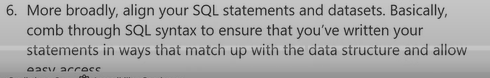 6. More broadly, align your SQL statements and datasets. Basically,
comb through SQL syntax to ensure that you've written your
statements in ways that match up with the data structure and allow
easy access.